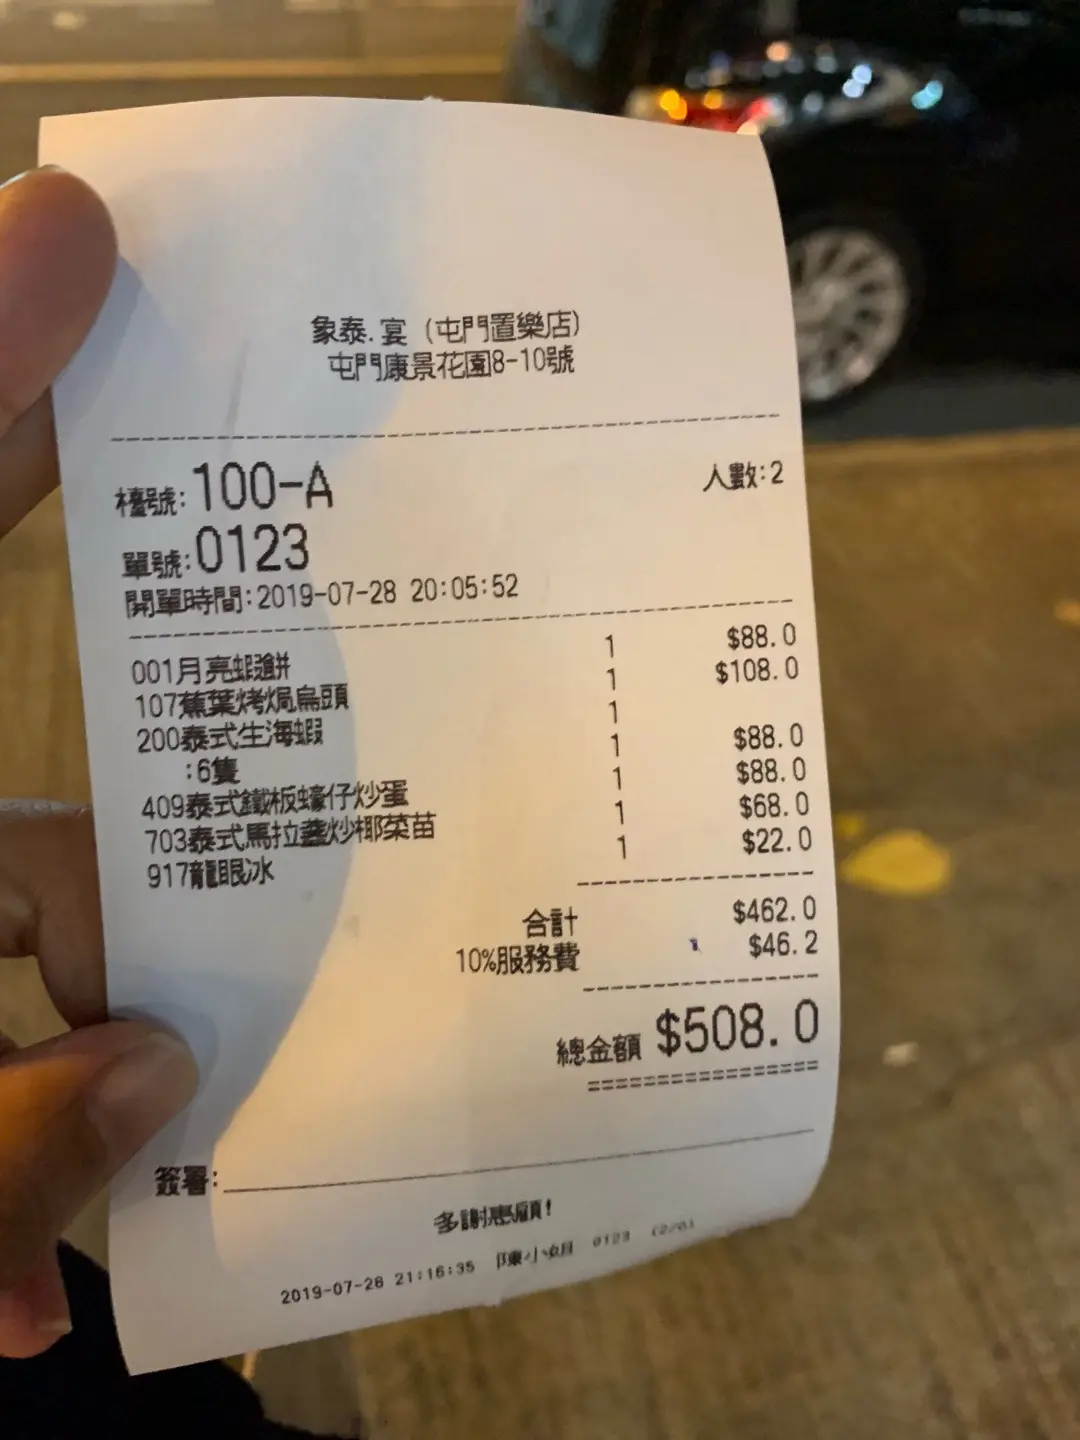 象泰.宴 (屯門置樂店)
屯門康景花園8-10號
檯號:100-A 人數:2
單號:0123
開單時間:2019-07-28 20:05:52
001月亮蝦餅 1 $88.0
107蕉葉烤焗烏頭 1 $108.0
200泰式生海蝦 1
:6隻 1 $88.0
409泰式鐵板蠔仔炒蛋 1 $88.0
703泰式馬拉盞炒椰菜苗 1 $68.0
917龍眼冰 1 $22.0
合計 $462.0
10%服務費 $46.2
總金額 $508.0
簽署:
多謝惠顧!
2019-07-28 21:16:35 陳小姐 0123 (2/0)